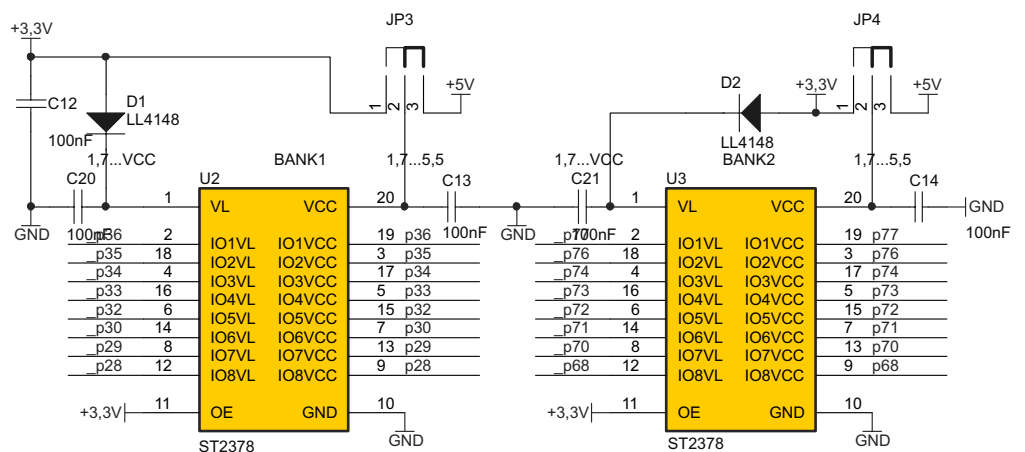 JP3
JP4
+3,3V
1
2
3
+5V
D2
+3,3V
1
2
3
+5V
C12
D1
LL4148
100nF
LL4148
1,7...VCC
BANK1
1,7...5,5
1,7...VCC
BANK2
1,7...5,5
C20
U2
C13
C21
U3
C14
1
VL
VCC
20
1
VL
VCC
20
GND
100nF
100nF
GND
100nF
GND
100nF
_p36
2
IO1VL
IO1VCC
19
p36
_p77
2
IO1VL
IO1VCC
19
p77
_p35
18
IO2VL
IO2VCC
3
p35
_p76
18
IO2VL
IO2VCC
3
p76
_p34
4
IO3VL
IO3VCC
17
p34
_p74
4
IO3VL
IO3VCC
17
p74
_p33
16
IO4VL
IO4VCC
5
p33
_p73
16
IO4VL
IO4VCC
5
p73
_p32
6
IO5VL
IO5VCC
15
p32
_p72
6
IO5VL
IO5VCC
15
p72
_p30
14
IO6VL
IO6VCC
7
p30
_p71
14
IO6VL
IO6VCC
7
p71
_p29
8
IO7VL
IO7VCC
13
p29
_p70
8
IO7VL
IO7VCC
13
p70
_p28
12
IO8VL
IO8VCC
9
p28
_p68
12
IO8VL
IO8VCC
9
p68
+3,3V
11
OE
GND
10
+3,3V
11
OE
GND
10
GND
GND
ST2378
ST2378